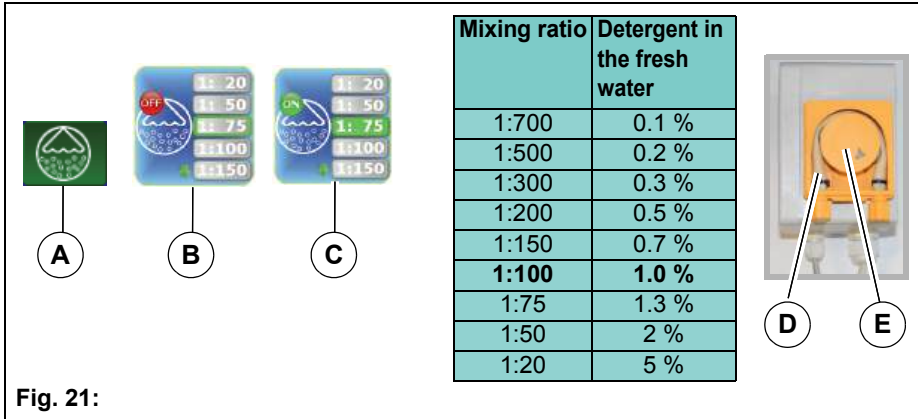 A
OFF
1: 20
1: 50
1: 75
1:100
1:150
B
ON
1: 20
1: 50
1: 75
1:100
1:150
C
Mixing ratio Detergent in the fresh water
1:700 0.1 %
1:500 0.2 %
1:300 0.3 %
1:200 0.5 %
1:150 0.7 %
1:100 1.0 %
1:75 1.3 %
1:50 2 %
1:20 5 %
D
E
Fig. 21: